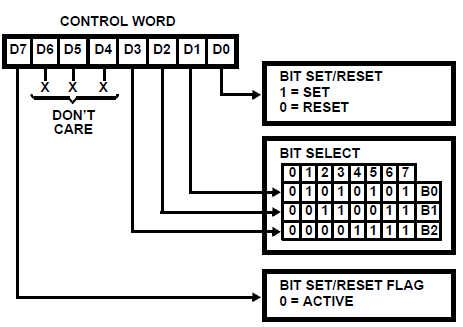 CONTROL WORD
D7 D6 D5 D4 D3 D2 D1 D0
X X X
DON'T
CARE
BIT SET/RESET
1 = SET
0 = RESET
BIT SELECT
0 1 2 3 4 5 6 7
0 1 0 1 0 1 0 1 B0
0 0 1 1 0 0 1 1 B1
0 0 0 0 1 1 1 1 B2
BIT SET/RESET FLAG
0 = ACTIVE